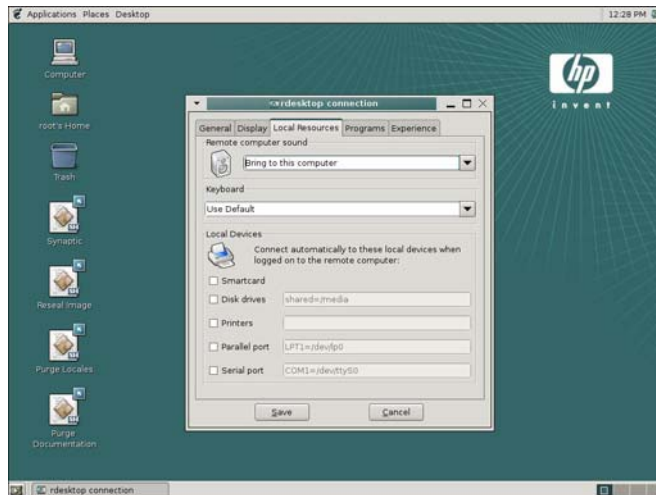 Applications Places Desktop
12:28 PM
Computer
root's Home
Trash
Synaptic
Reseal Image
Purge Locales
Purge
Documentation
hp
invent
rdesktop connection
General Display Local Resources Programs Experience
Remote computer sound
Bring to this computer
Keyboard
Use Default
Local Devices
Connect automatically to these local devices when
logged on to the remote computer:
Smartcard
Disk drives shared=/media
Printers
Parallel port LPT1=/dev/lp0
Serial port COM1=/dev/ttyS0
Save Cancel
rdesktop connection